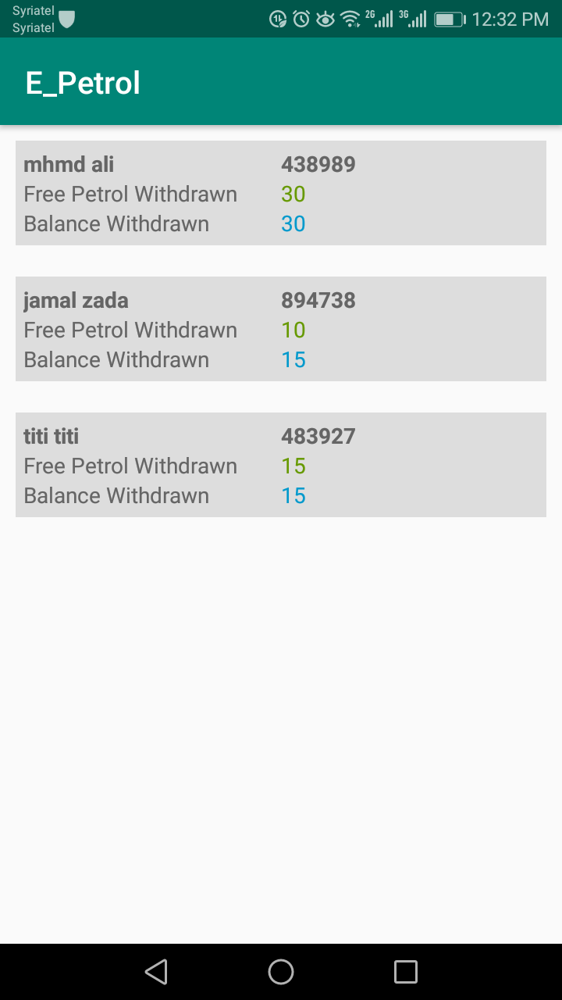 Syriatel
Syriatel
2G 3G 12:32 PM
E_Petrol
mhmd ali 438989
Free Petrol Withdrawn 30
Balance Withdrawn 30
jamal zada 894738
Free Petrol Withdrawn 10
Balance Withdrawn 15
titi titi 483927
Free Petrol Withdrawn 15
Balance Withdrawn 15